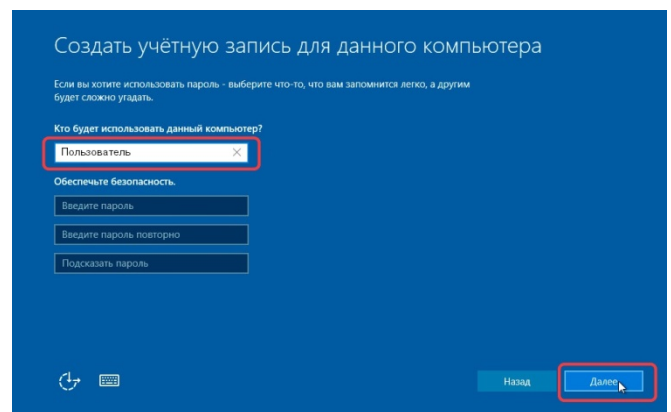 Создать учётную запись для данного компьютера
Если вы хотите использовать пароль - выберите что-то, что вам запомнится легко, а другим
будет сложно угадать.
Кто будет использовать данный компьютер?
Пользователь
Обеспечьте безопасность.
Введите пароль
Введите пароль повторно
Подсказать пароль
Назад
Далее